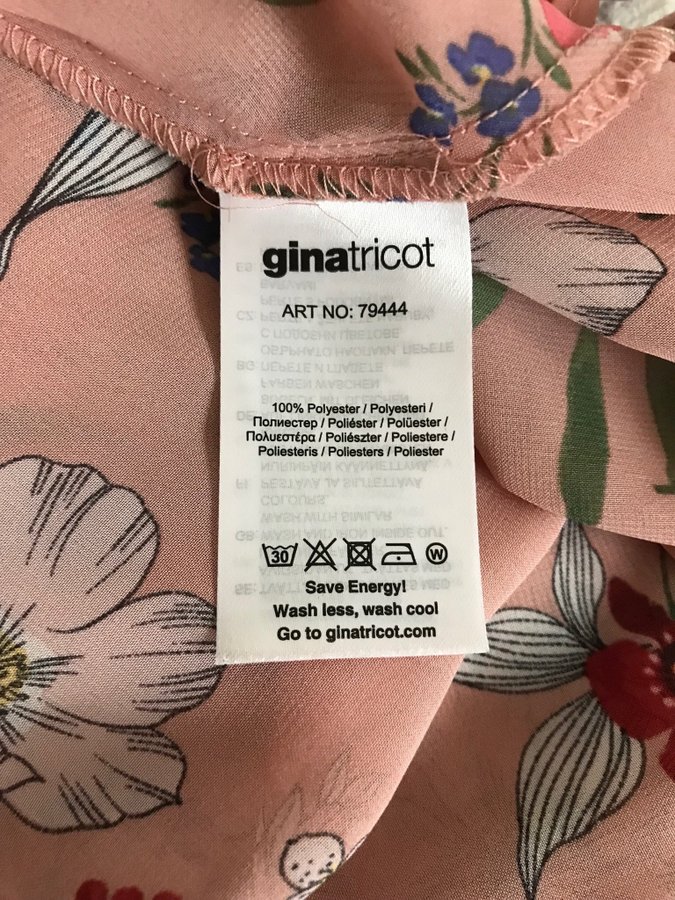 ginatricot
ART NO: 79444
100% Polyester / Polyesteri /
Полиестер / Poliéster / Polüester /
Πολυεστέρα / Poliészter / Poliestere /
Poliesteris / Poliesters / Poliester
30 W
Save Energy!
Wash less, wash cool
Go to ginatricot.com